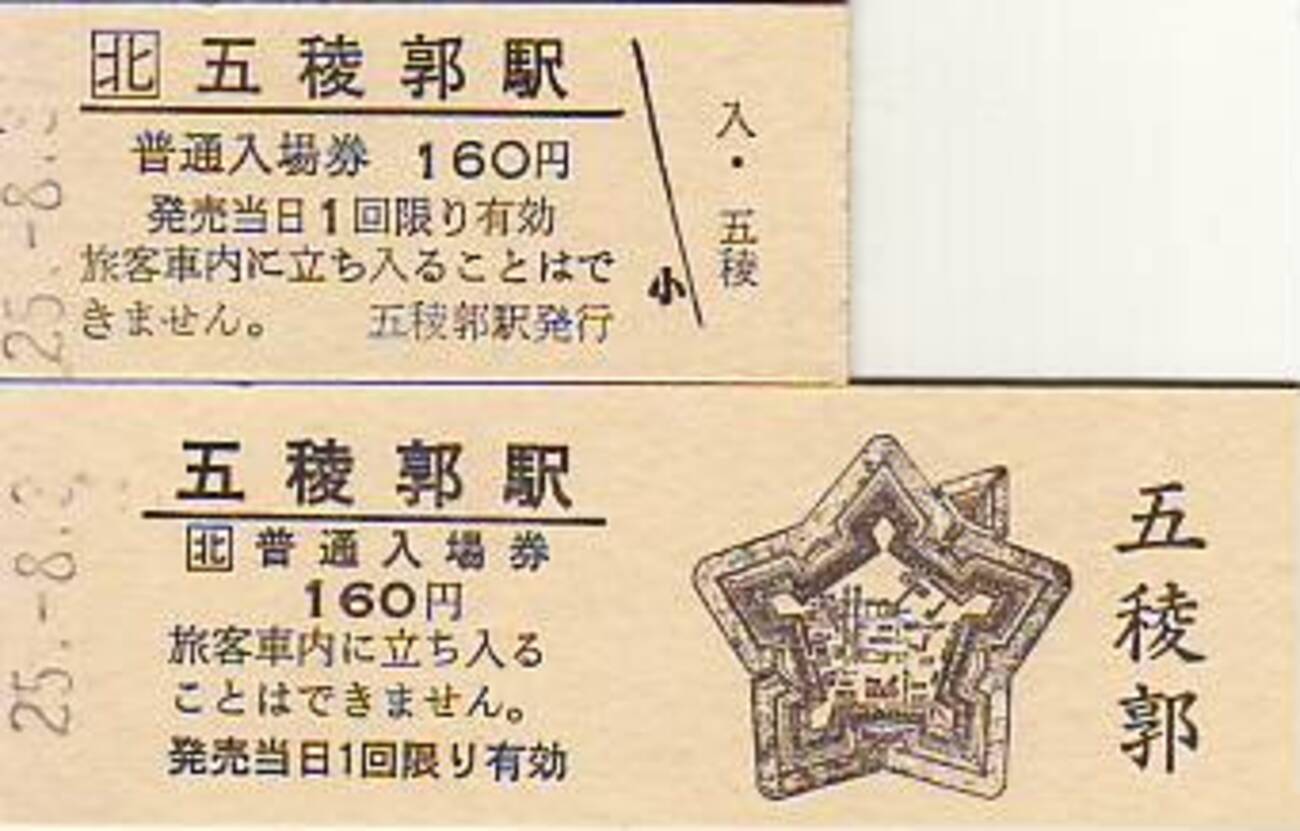 北 五稜郭駅
普通入場券 160円
発売当日1回限り有効
旅客車内に立ち入ることはで
きません。 五稜郭駅発行
小
入・五稜
25.-8.3
五稜郭駅
北 普通入場券
160円
旅客車内に立ち入る
ことはできません。
発売当日1回限り有効
五稜郭
25.-8.3